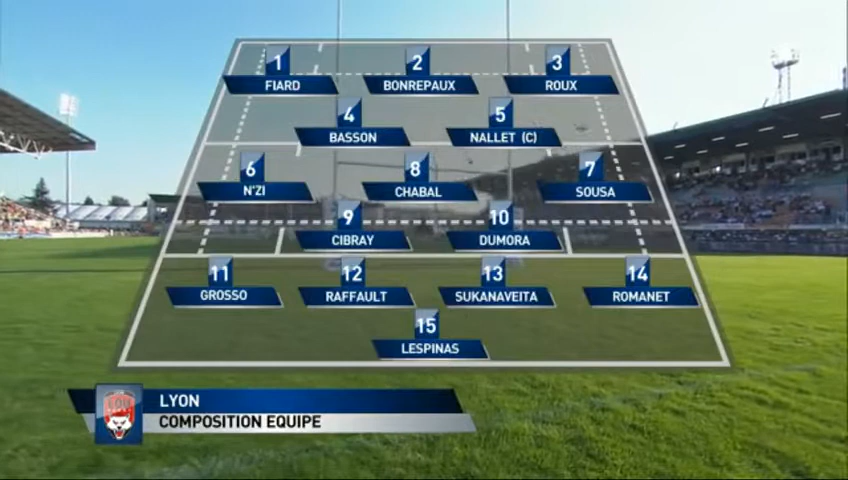 1 2 3
FIARD BONREPAUX ROUX
4 5
BASSON NALLET (C)
6 8 7
N'ZI CHABAL SOUSA
9 10
CIBRAY DUMORA
11 12 13 14
GROSSO RAFFAULT SUKANAVEITA ROMANET
15
LESPINAS
LOU
LYON
COMPOSITION EQUIPE